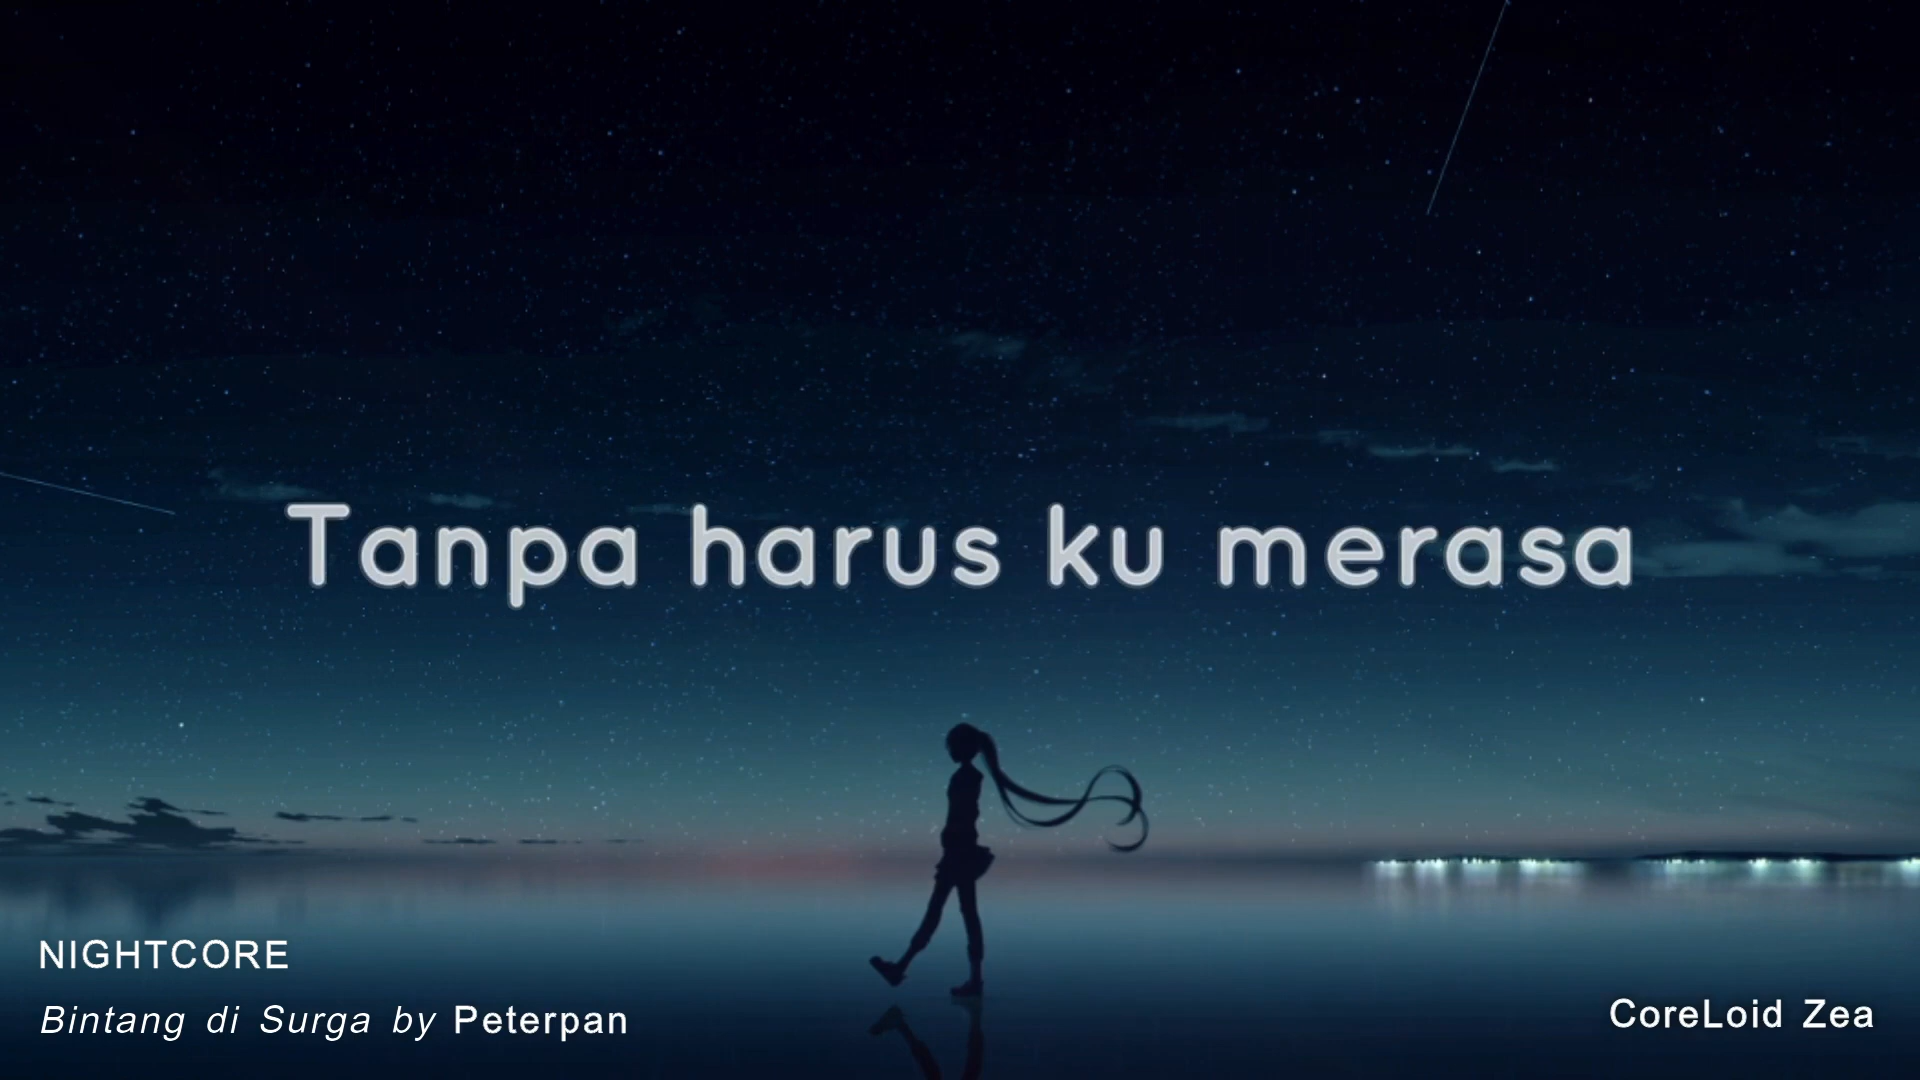 Tanpa harus ku merasa
NIGHTCORE
Bintang di Surga by Peterpan
CoreLoid Zea